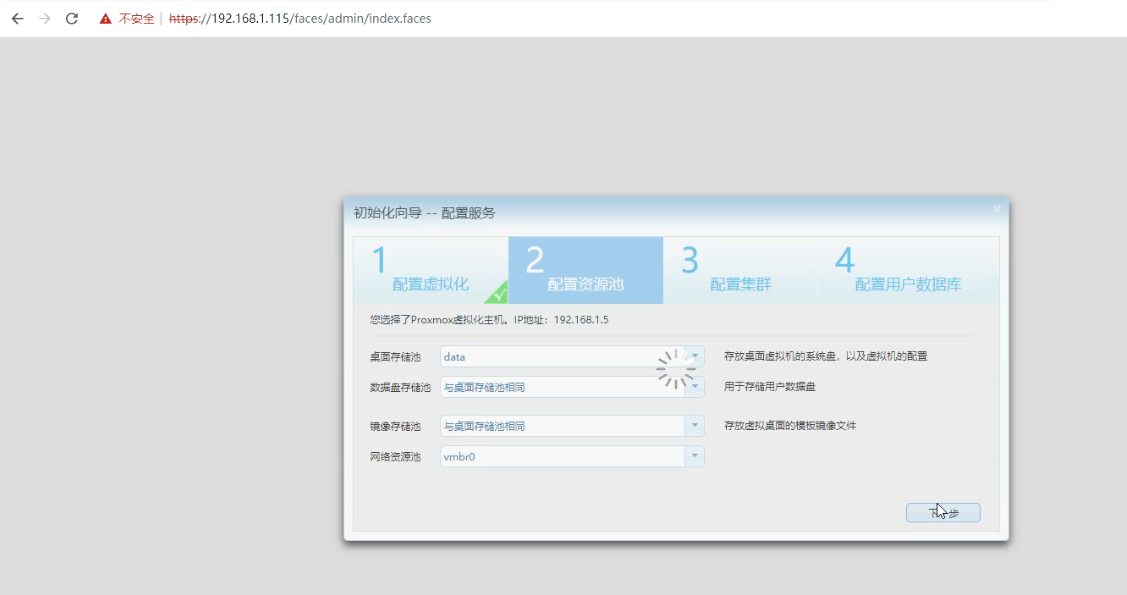 不安全 https://192.168.1.115/faces/admin/index.faces
初始化向导 -- 配置服务
1 配置虚拟化
2 配置资源池
3 配置集群
4 配置用户数据库
您选择了Proxmox虚拟化主机。IP地址：192.168.1.5
桌面存储池 data 存放桌面虚拟机的系统盘，以及虚拟机的配置
数据盘存储池 与桌面存储池相同 用于存储用户数据盘
镜像存储池 与桌面存储池相同 存放虚拟桌面的模板镜像文件
网络资源池 vmbr0
下一步